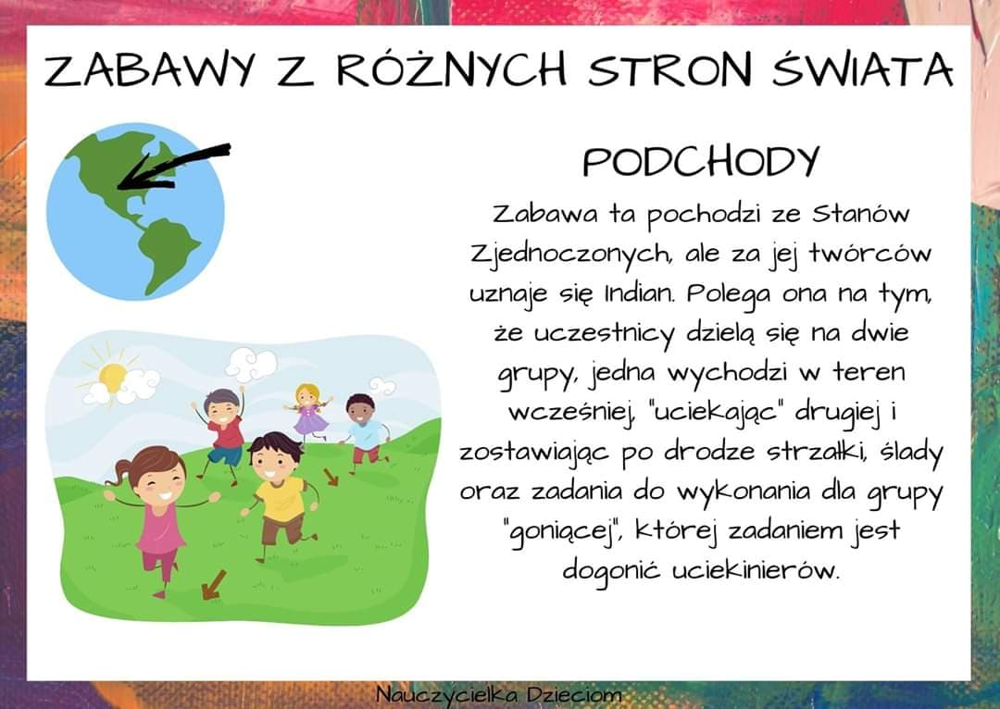 ZABAWY Z RÓŻNYCH STRON ŚWIATA
PODCHODY
Zabawa ta pochodzi ze Stanów
Zjednoczonych, ale za jej twórców
uznaje się Indian. Polega ona na tym,
że uczestnicy dzielą się na dwie
grupy, jedna wychodzi w teren
wcześniej, "uciekając" drugiej i
zostawiając po drodze strzałki, ślady
oraz zadania do wykonania dla grupy
"goniącej", której zadaniem jest
dogonić uciekinierów.
Nauczycielka Dzieciom